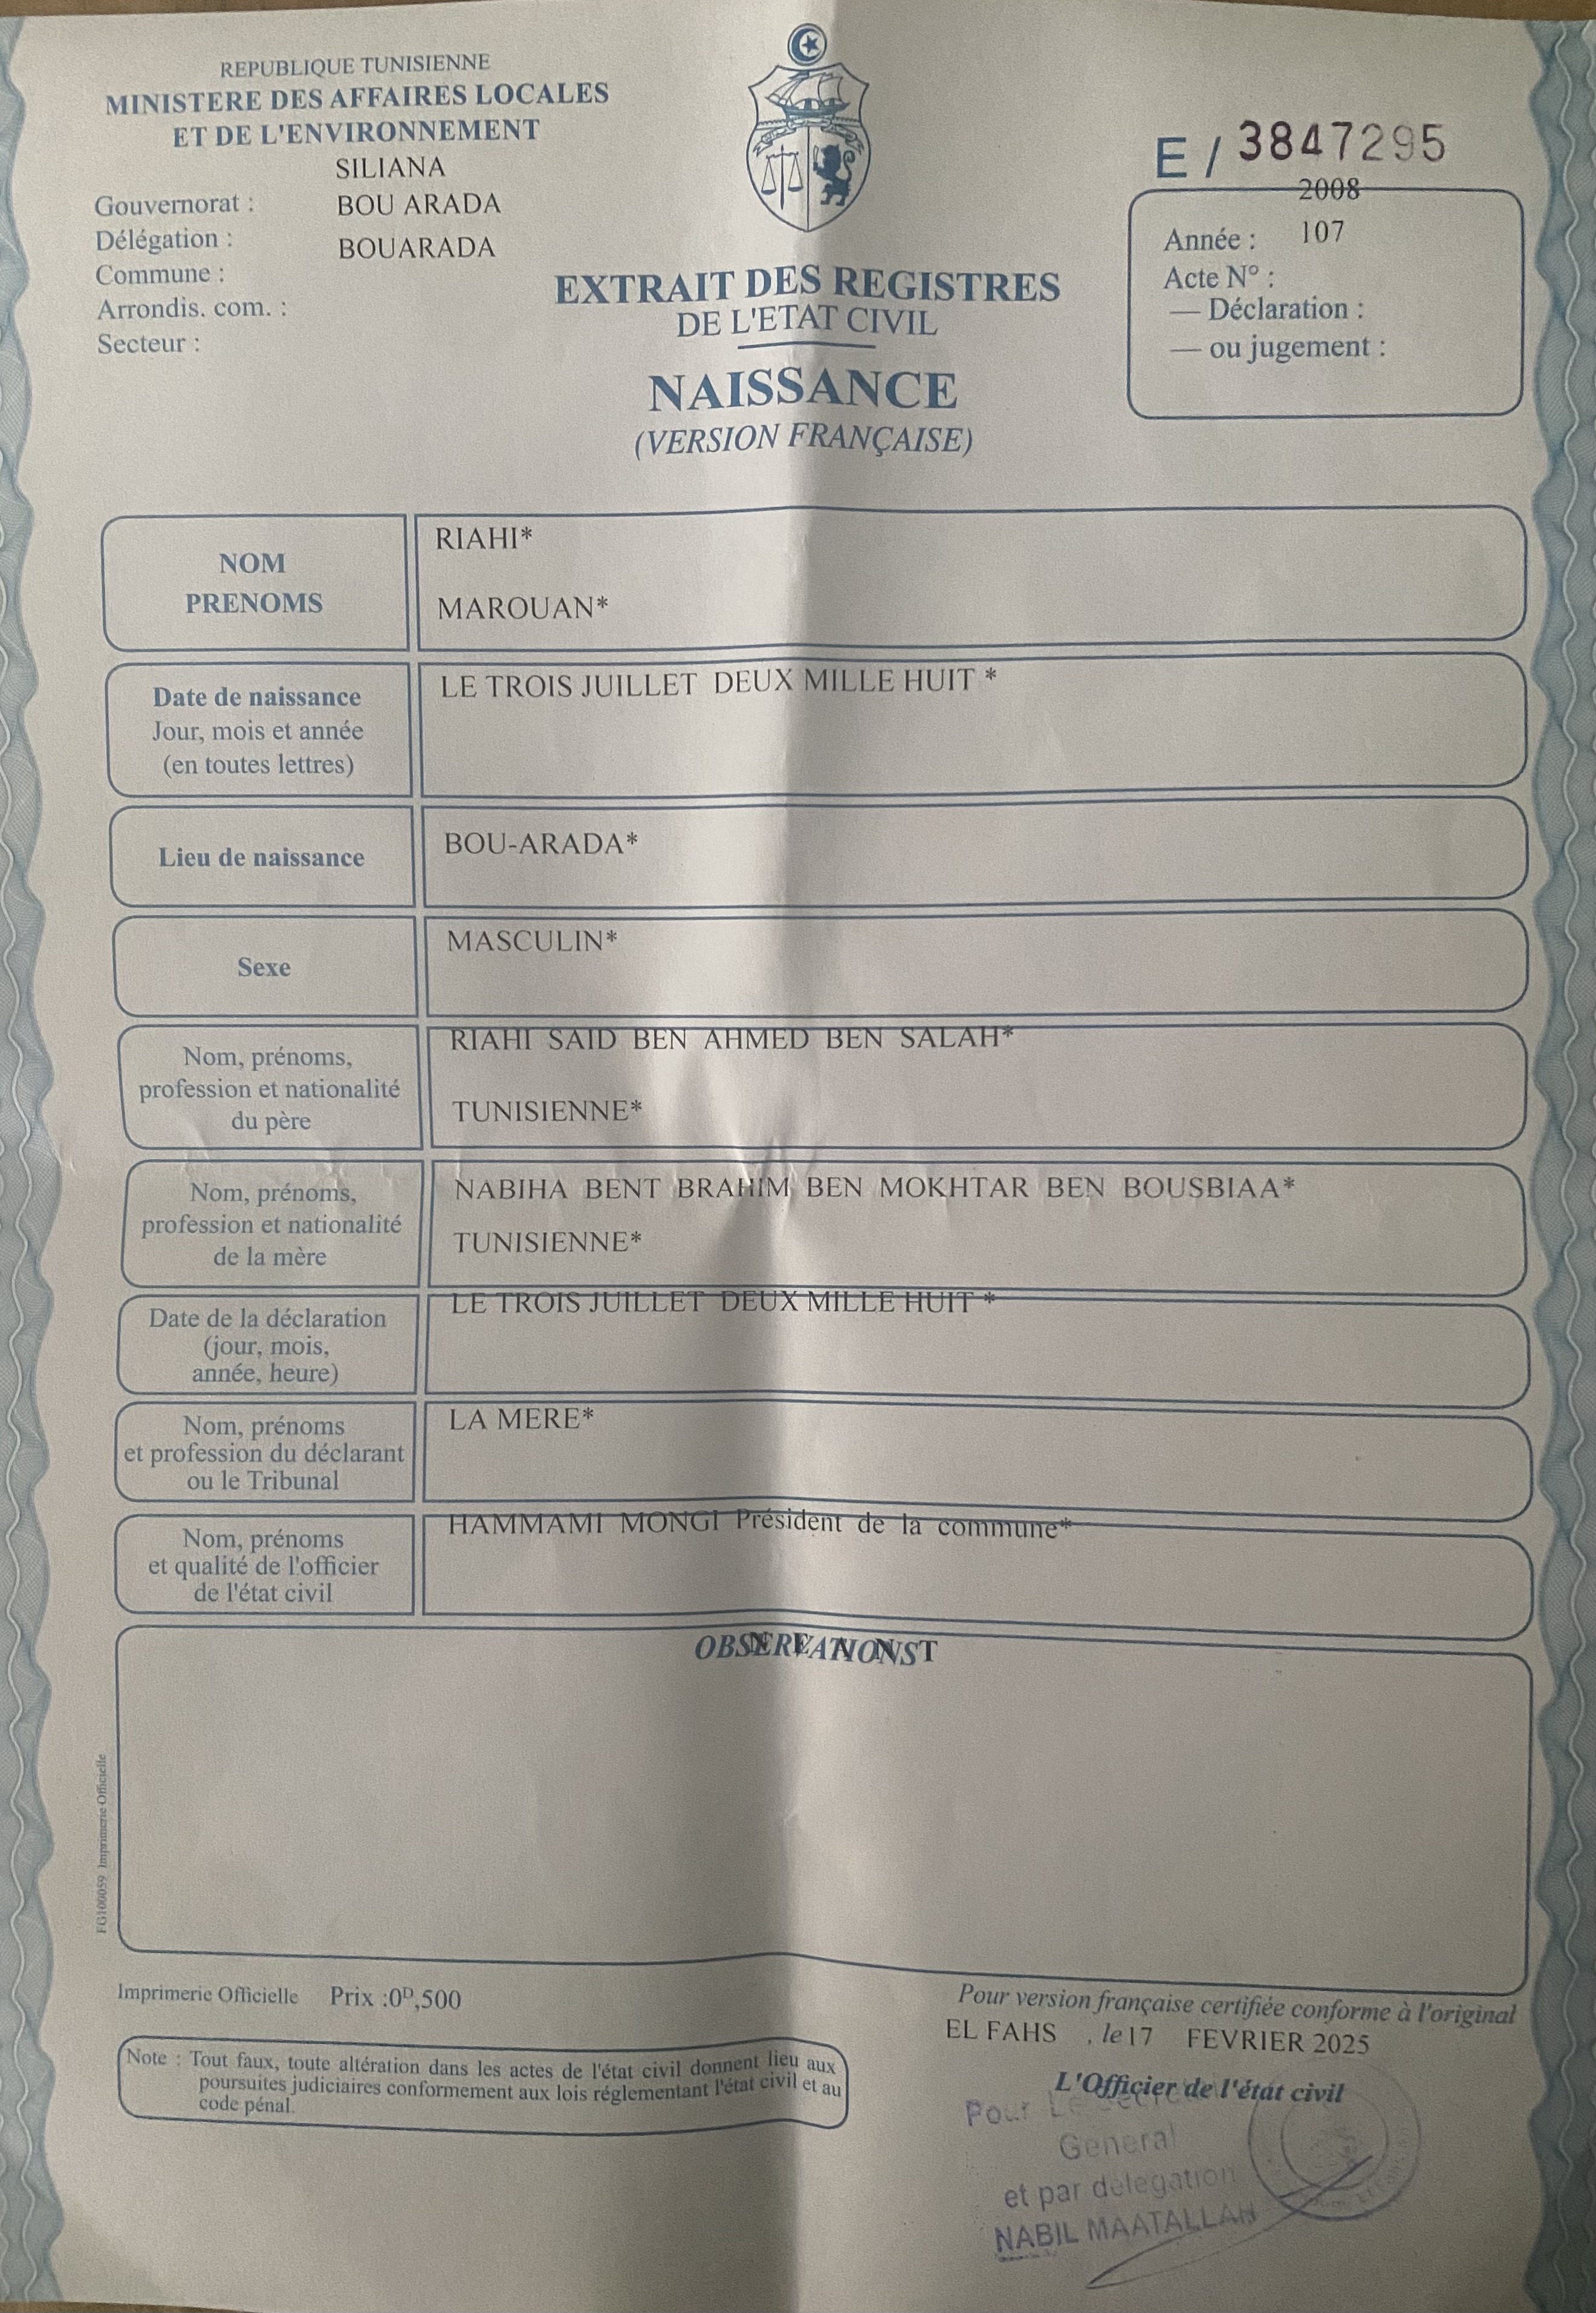 REPUBLIQUE TUNISIENNE
MINISTERE DES AFFAIRES LOCALES
ET DE L'ENVIRONNEMENT
SILIANA
Gouvernorat : BOU ARADA
Délégation : BOUARADA
Commune :
Arrondis. com. :
Secteur :
E / 3847295
2008
Année : 107
Acte N° :
— Déclaration :
— ou jugement :
EXTRAIT DES REGISTRES
DE L'ETAT CIVIL
NAISSANCE
(VERSION FRANÇAISE)
NOM
PRENOMS
RIAHI*
MAROUAN*
Date de naissance
Jour, mois et année
(en toutes lettres)
LE TROIS JUILLET DEUX MILLE HUIT *
Lieu de naissance
BOU-ARADA*
Sexe
MASCULIN*
Nom, prénoms,
profession et nationalité
du père
RIAHI SAID BEN AHMED BEN SALAH*
TUNISIENNE*
Nom, prénoms,
profession et nationalité
de la mère
NABIHA BENT BRAHIM BEN MOKHTAR BEN BOUSBIAA*
TUNISIENNE*
Date de la déclaration
(jour, mois,
année, heure)
LE TROIS JUILLET DEUX MILLE HUIT *
Nom, prénoms
et profession du déclarant
ou le Tribunal
LA MERE*
Nom, prénoms
et qualité de l'officier
de l'état civil
HAMMAMI MONGI Président de la commune*
OBSERVATIONS
N E A N T
FG100059 Imprimerie Officielle
Imprimerie Officielle Prix :0D,500
Note : Tout faux, toute altération dans les actes de l'état civil donnent lieu aux
poursuites judiciaires conformement aux lois réglementant l'état civil et au
code pénal.
Pour version française certifiée conforme à l'original
EL FAHS , le 17 FEVRIER 2025
L'Officier de l'état civil
Pour Le
General
et par délegation
NABIL MAATALLAH